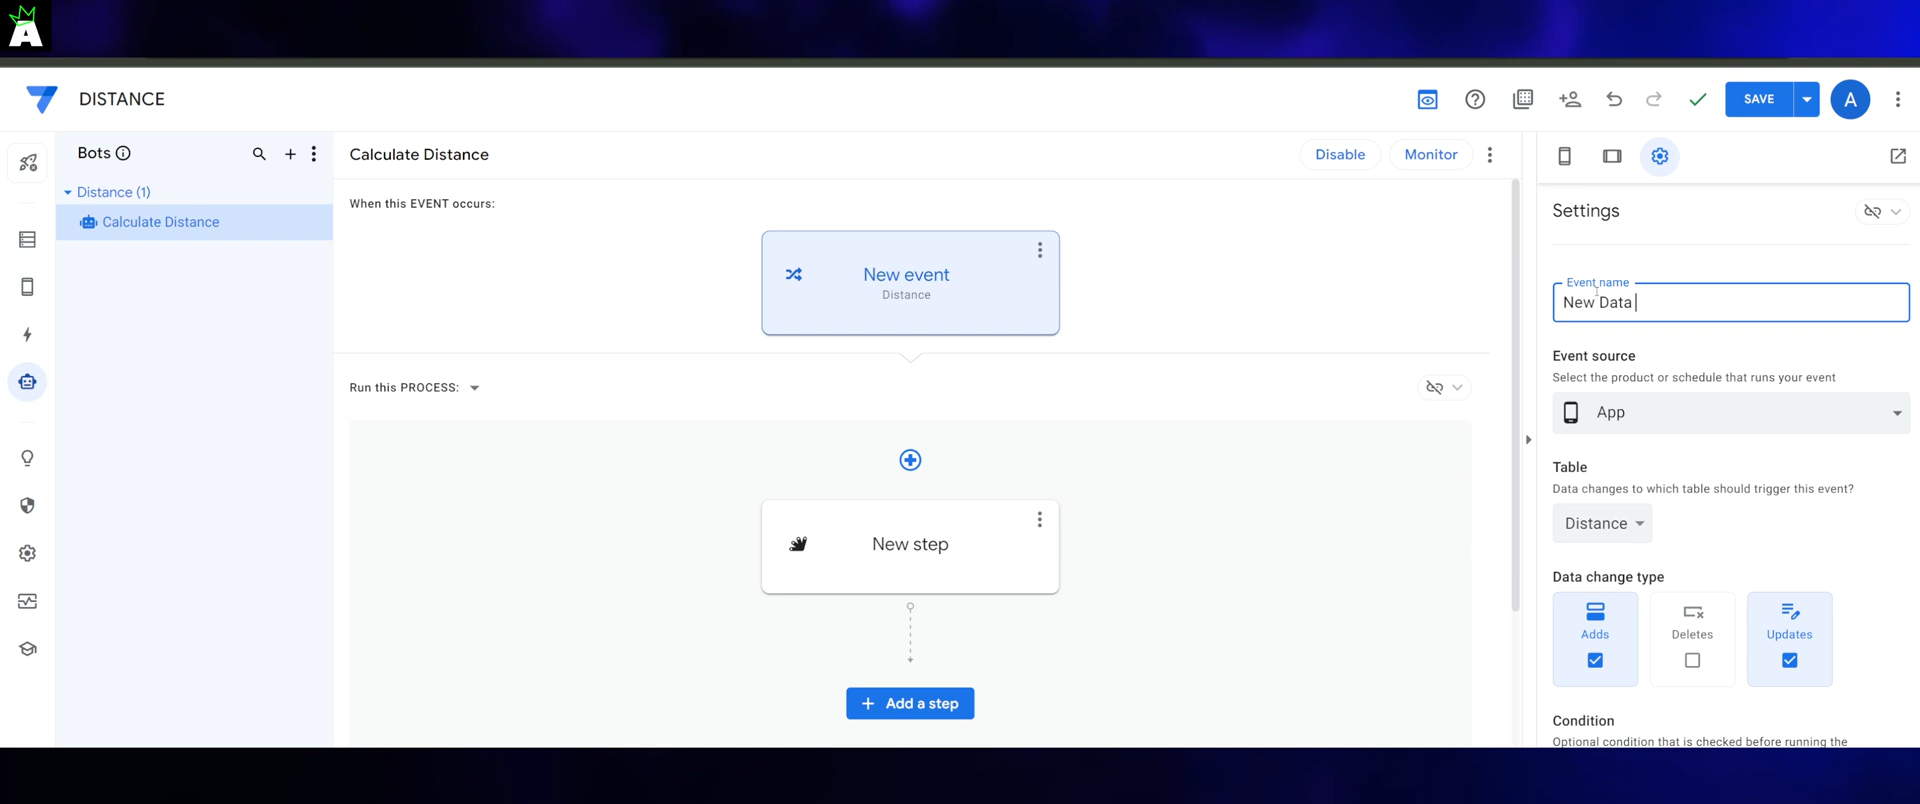 A
DISTANCE
SAVE
A
Bots
Distance (1)
Calculate Distance
Calculate Distance
Disable
Monitor
When this EVENT occurs:
New event
Distance
Run this PROCESS:
New step
Add a step
Settings
Event name
New Data
Event source
Select the product or schedule that runs your event
App
Table
Data changes to which table should trigger this event?
Distance
Data change type
Adds
Deletes
Updates
Condition
Optional condition that is checked before running the